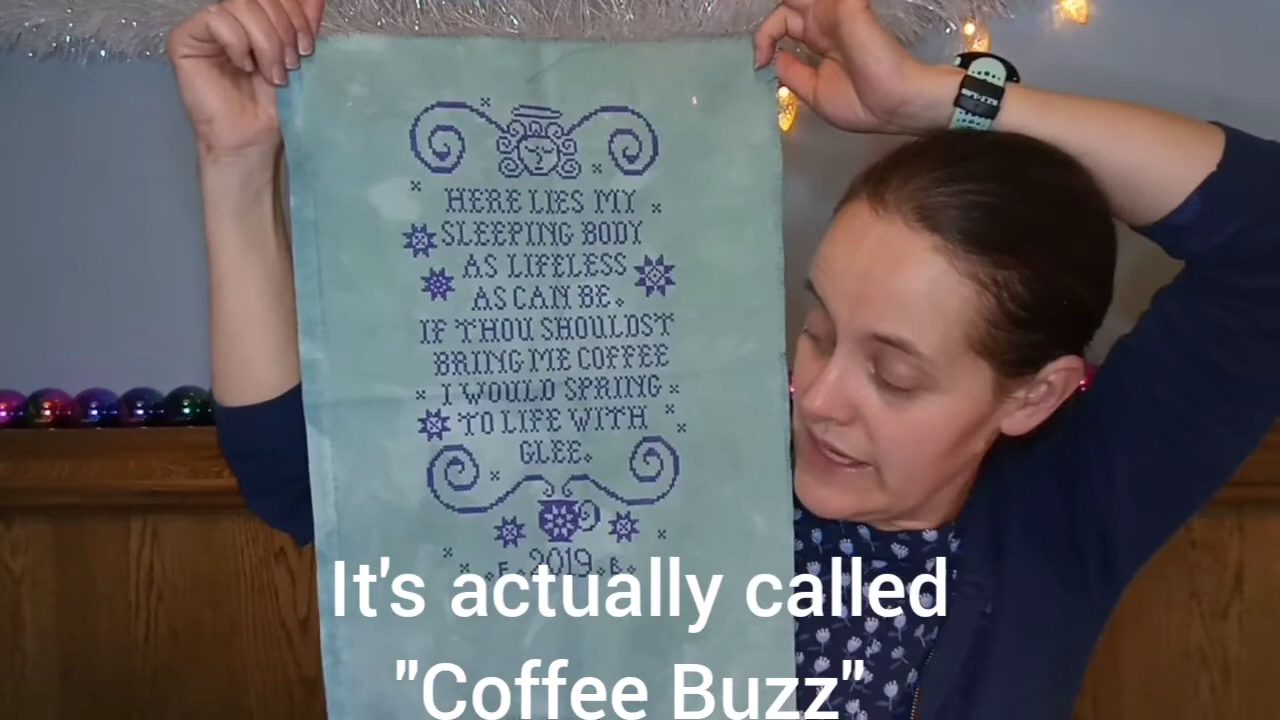 HERE LIES MY
SLEEPING BODY
AS LIFELESS
AS CAN BE.
IF THOU SHOULDST
BRING ME COFFEE
I WOULD SPRING
TO LIFE WITH
GLEE.
2019
It's actually called
"Coffee Buzz"